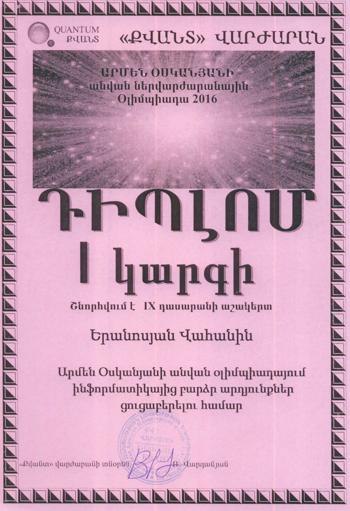 QUANTUM
ՔՎԱՆՏ
«ՔՎԱՆՏ» ՎԱՐԺԱՐԱՆ
ԱՐՄԵՆ ՕՍԿԱՆՅԱՆԻ
անվան ներվարժարանային
Օլիմպիադա 2016
ԴԻՊԼՈՄ
I կարգի
Շնորհվում է IX դասարանի աշակերտ
Երանոսյան Վահանին
Արմեն Օսկանյանի անվան օլիմպիադայում
ինֆորմատիկայից բարձր արդյունքներ
ցուցաբերելու համար
«Քվանտ» վարժարանի տնօրեն Վարդանյան